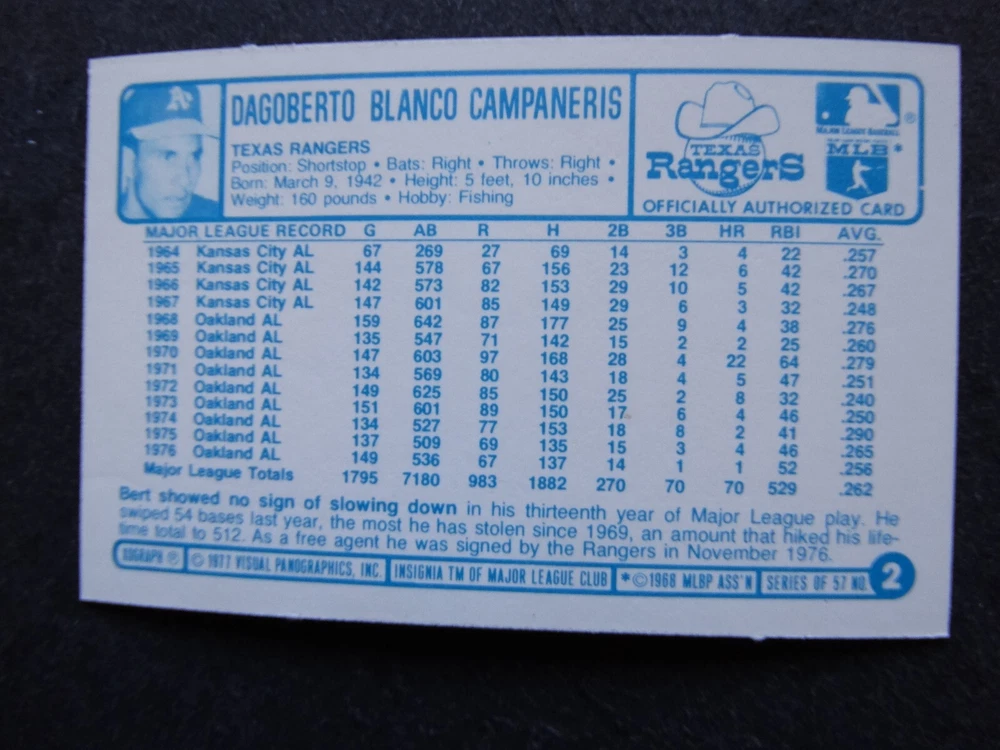 DAGOBERTO BLANCO CAMPANERIS
TEXAS RANGERS
Position: Shortstop • Bats: Right • Throws: Right •
Born: March 9, 1942 • Height: 5 feet, 10 inches •
Weight: 160 pounds • Hobby: Fishing
TEXAS
RangerS
MAJOR LEAGUE BASEBALL
®
MLB*
OFFICIALLY AUTHORIZED CARD
MAJOR LEAGUE RECORD G AB R H 2B 3B HR RBI AVG.
1964 Kansas City AL 67 269 27 69 14 3 4 22 .257
1965 Kansas City AL 144 578 67 156 23 12 6 42 .270
1966 Kansas City AL 142 573 82 153 29 10 5 42 .267
1967 Kansas City AL 147 601 85 149 29 6 3 32 .248
1968 Oakland AL 159 642 87 177 25 9 4 38 .276
1969 Oakland AL 135 547 71 142 15 2 2 25 .260
1970 Oakland AL 147 603 97 168 28 4 22 64 .279
1971 Oakland AL 134 569 80 143 18 4 5 47 .251
1972 Oakland AL 149 625 85 150 25 2 8 32 .240
1973 Oakland AL 151 601 89 150 17 6 4 46 .250
1974 Oakland AL 134 527 77 153 18 8 2 41 .290
1975 Oakland AL 137 509 69 135 15 3 4 46 .265
1976 Oakland AL 149 536 67 137 14 1 1 52 .256
Major League Totals 1795 7180 983 1882 270 70 70 529 .262
Bert showed no sign of slowing down in his thirteenth year of Major League play. He
swiped 54 bases last year, the most he has stolen since 1969, an amount that hiked his life-
time total to 512. As a free agent he was signed by the Rangers in November 1976.
XOGRAPH ® © 1977 VISUAL PANOGRAPHICS, INC. INSIGNIA TM OF MAJOR LEAGUE CLUB *©1968 MLBP ASS'N SERIES OF 57 NO. 2